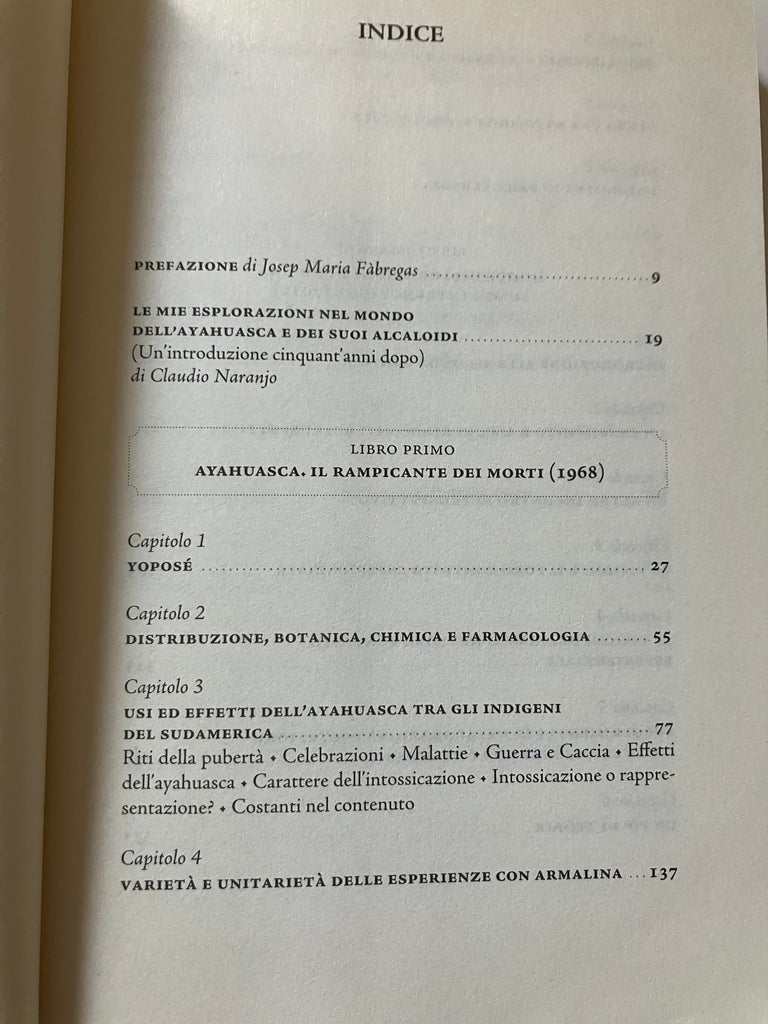 INDICE
PREFAZIONE di Josep Maria Fàbregas ........................................ 9
LE MIE ESPLORAZIONI NEL MONDO
DELL'AYAHUASCA E DEI SUOI ALCALOIDI ............................... 19
(Un'introduzione cinquant'anni dopo)
di Claudio Naranjo
LIBRO PRIMO
AYAHUASCA. IL RAMPICANTE DEI MORTI (1968)
Capitolo 1
YOPOSÉ ................................................................................ 27
Capitolo 2
DISTRIBUZIONE, BOTANICA, CHIMICA E FARMACOLOGIA ........ 55
Capitolo 3
USI ED EFFETTI DELL'AYAHUASCA TRA GLI INDIGENI
DEL SUDAMERICA .................................................................. 77
Riti della pubertà ⬩ Celebrazioni ⬩ Malattie ⬩ Guerra e Caccia ⬩ Effetti
dell'ayahuasca ⬩ Carattere dell'intossicazione ⬩ Intossicazione o rappre-
sentazione? ⬩ Costanti nel contenuto
Capitolo 4
VARIETÀ E UNITARIETÀ DELLE ESPERIENZE CON ARMALINA ... 137